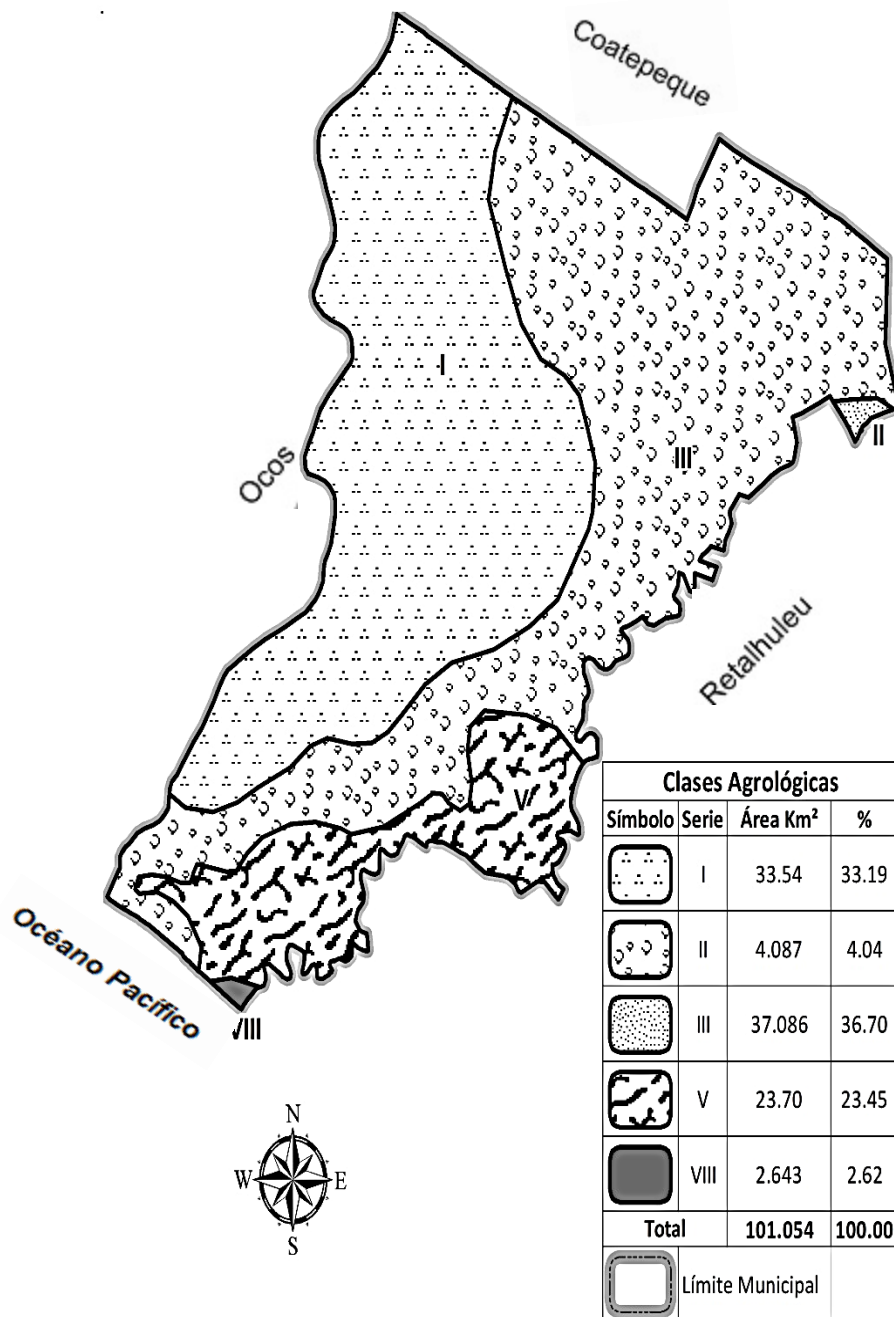 Coatepeque
I
II
III
Ocos
Retalhuleu
V
Océano Pacífico
VIII
N
W E
S
Clases Agrológicas
Símbolo Serie Área Km² %
I 33.54 33.19
II 4.087 4.04
III 37.086 36.70
V 23.70 23.45
VIII 2.643 2.62
Total 101.054 100.00
Límite Municipal